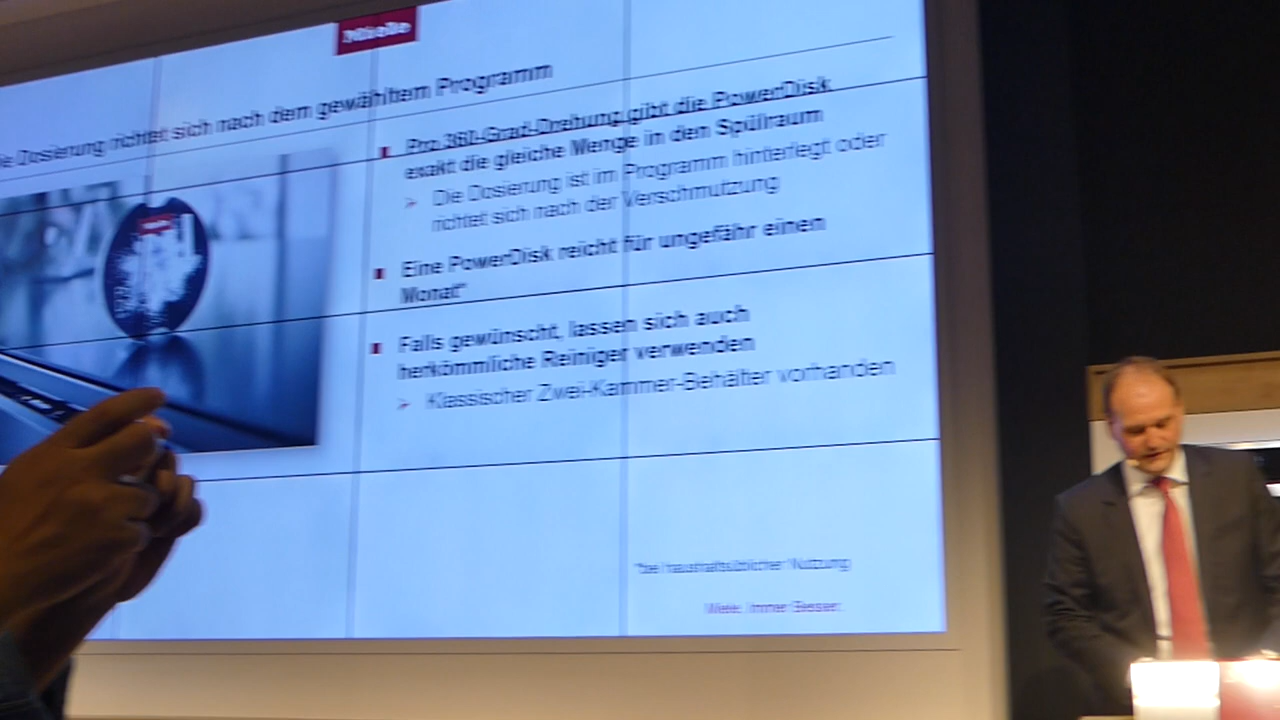 Miele
ie Dosierung richtet sich nach dem gewähltem Programm
Pro 360-Grad-Drehung gibt die PowerDisk
exakt die gleiche Menge in den Spülraum
Die Dosierung ist im Programm hinterlegt oder
richtet sich nach der Verschmutzung
Eine PowerDisk reicht für ungefähr einen
Monat*
Falls gewünscht, lassen sich auch
herkömmliche Reiniger verwenden
Klassischer Zwei-Kammer-Behälter vorhanden
*bei haushaltsüblicher Nutzung
Miele. Immer Besser.